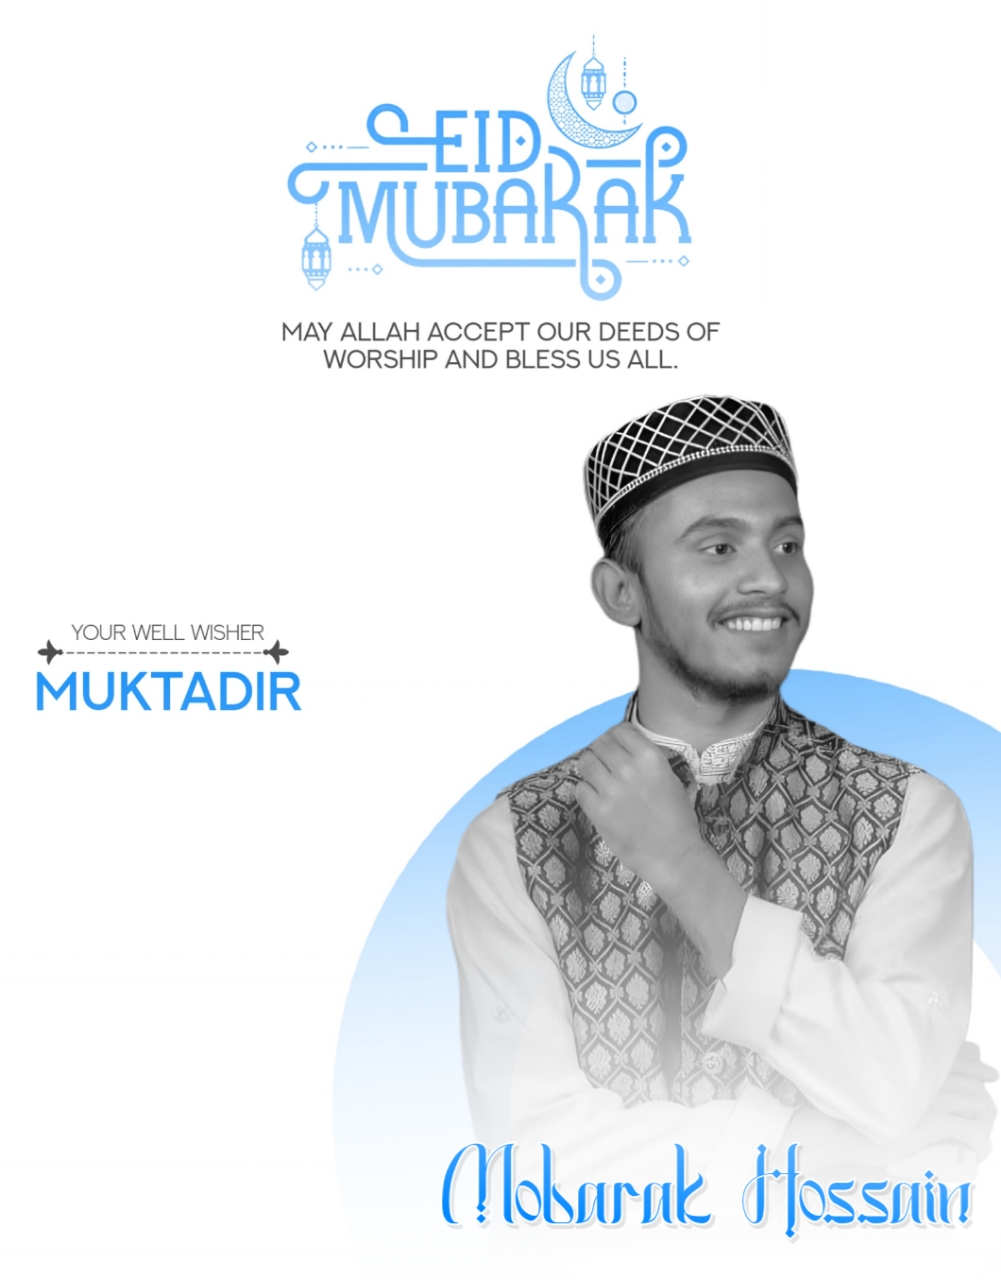 EID
MUBARAK
MAY ALLAH ACCEPT OUR DEEDS OF
WORSHIP AND BLESS US ALL.
YOUR WELL WISHER
MUKTADIR
Mobarak Hossain